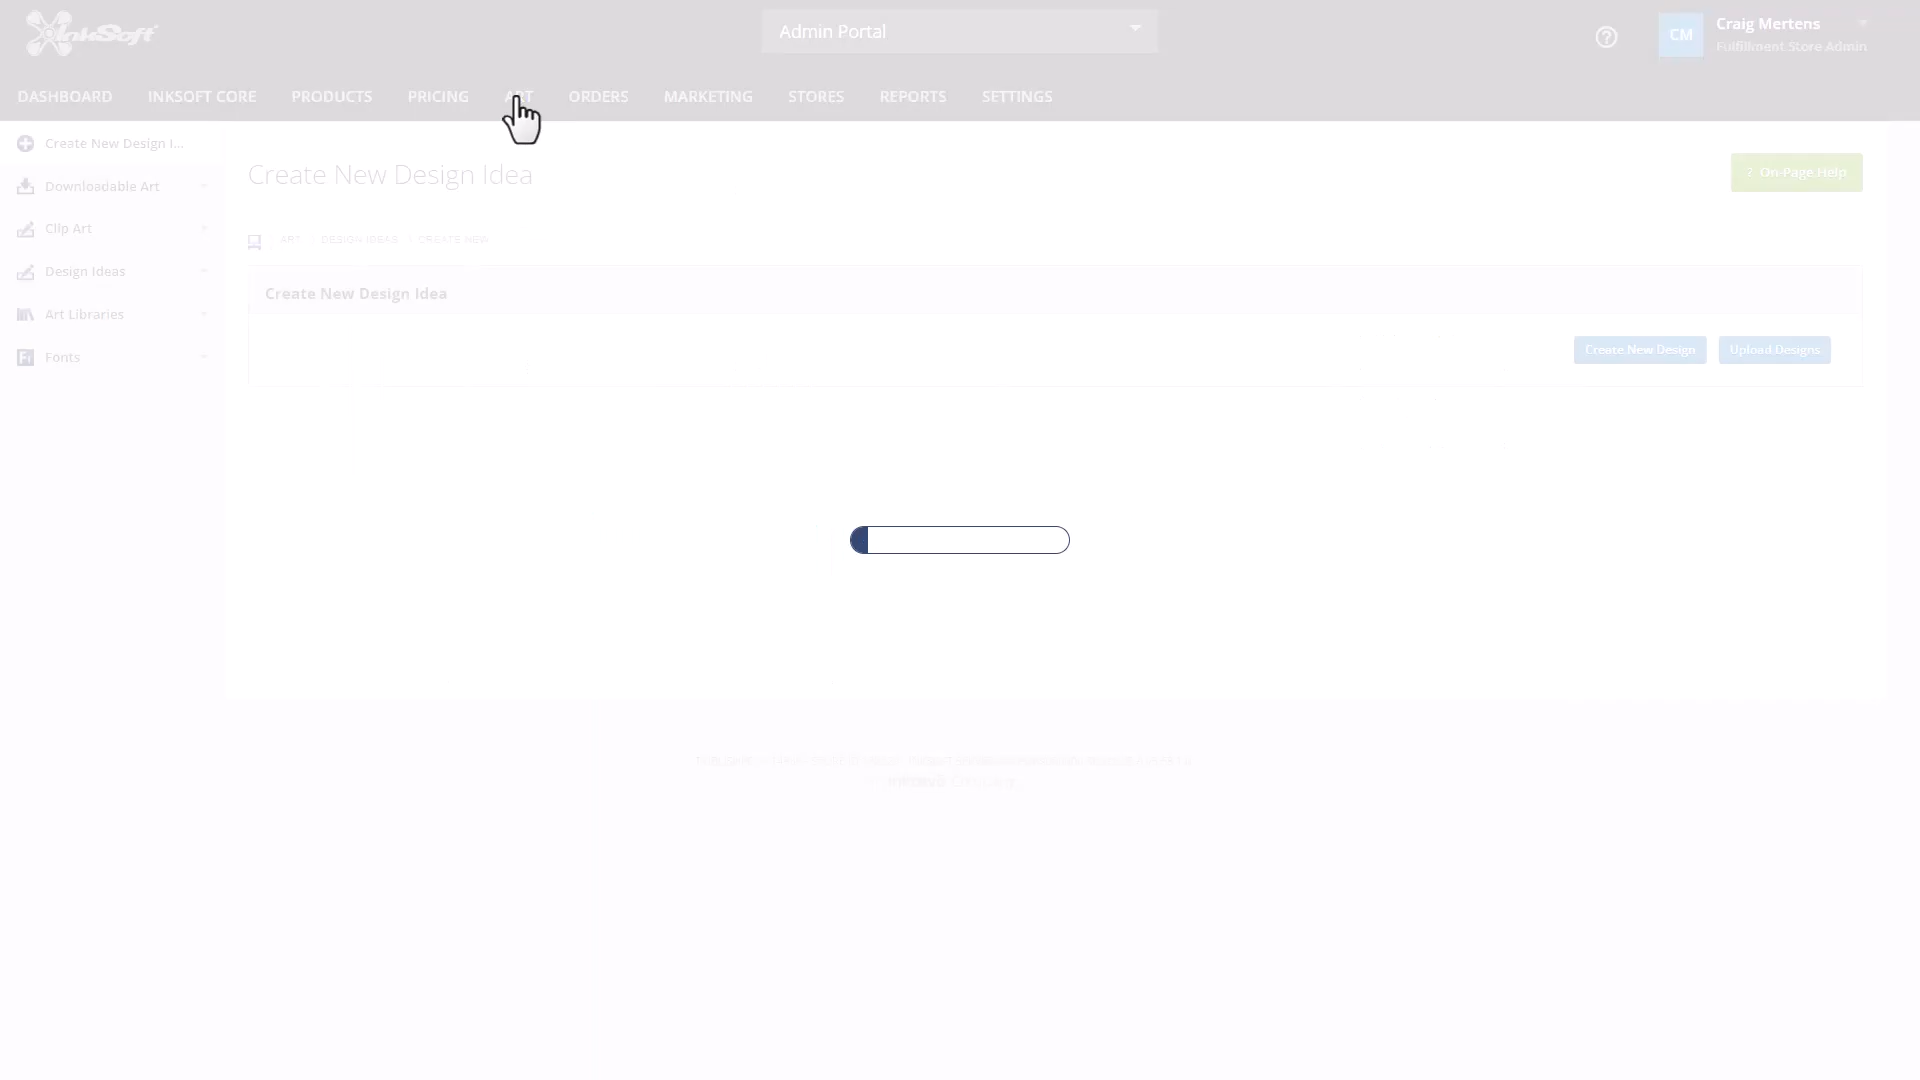 InkSoft
Admin Portal
CM
Craig Mertens
Fulfillment Store Admin
DASHBOARD
INKSOFT CORE
PRODUCTS
PRICING
ART
ORDERS
MARKETING
STORES
REPORTS
SETTINGS
Create New Design I...
Downloadable Art
Clip Art
Design Ideas
Art Libraries
Fonts
Create New Design Idea
? On-Page Help
ART
DESIGN IDEAS
CREATE NEW
Create New Design Idea
Create New Design
Upload Designs